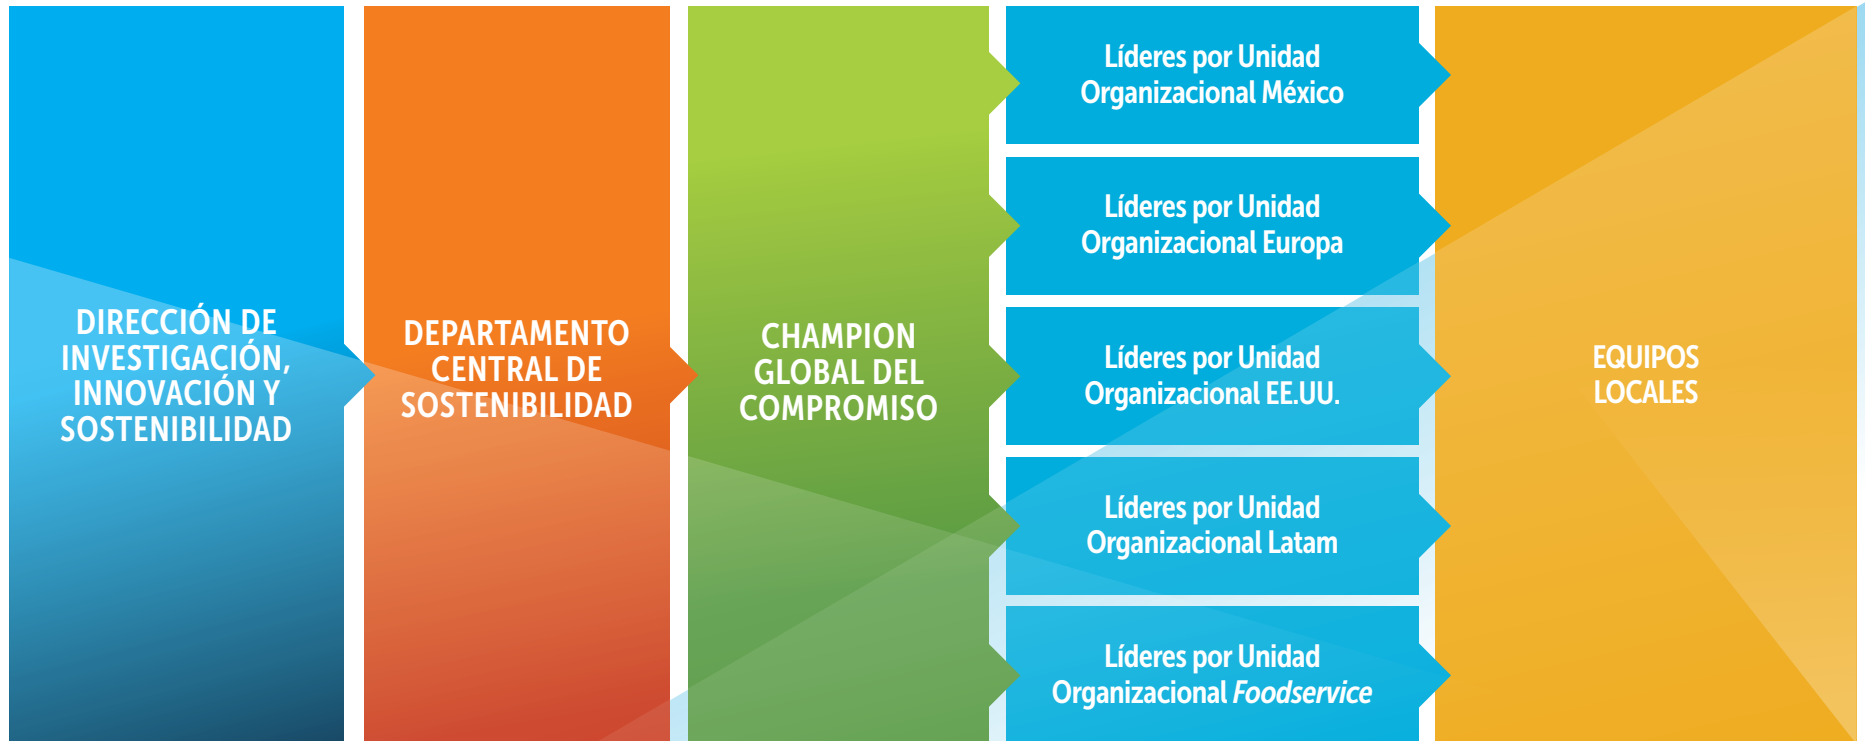 DIRECCIÓN DE
INVESTIGACIÓN,
INNOVACIÓN Y
SOSTENIBILIDAD
DEPARTAMENTO
CENTRAL DE
SOSTENIBILIDAD
CHAMPION
GLOBAL DEL
COMPROMISO
Líderes por Unidad
Organizacional México
Líderes por Unidad
Organizacional Europa
Líderes por Unidad
Organizacional EE.UU.
Líderes por Unidad
Organizacional Latam
Líderes por Unidad
Organizacional Foodservice
EQUIPOS
LOCALES